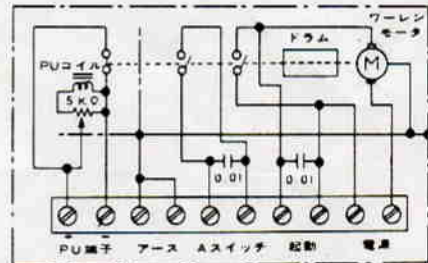 ワーレン
モータ
ドラム
M
PUコイル
5KΩ
0.01
0.01
PU端子 アース Aスイッチ 起動 電源